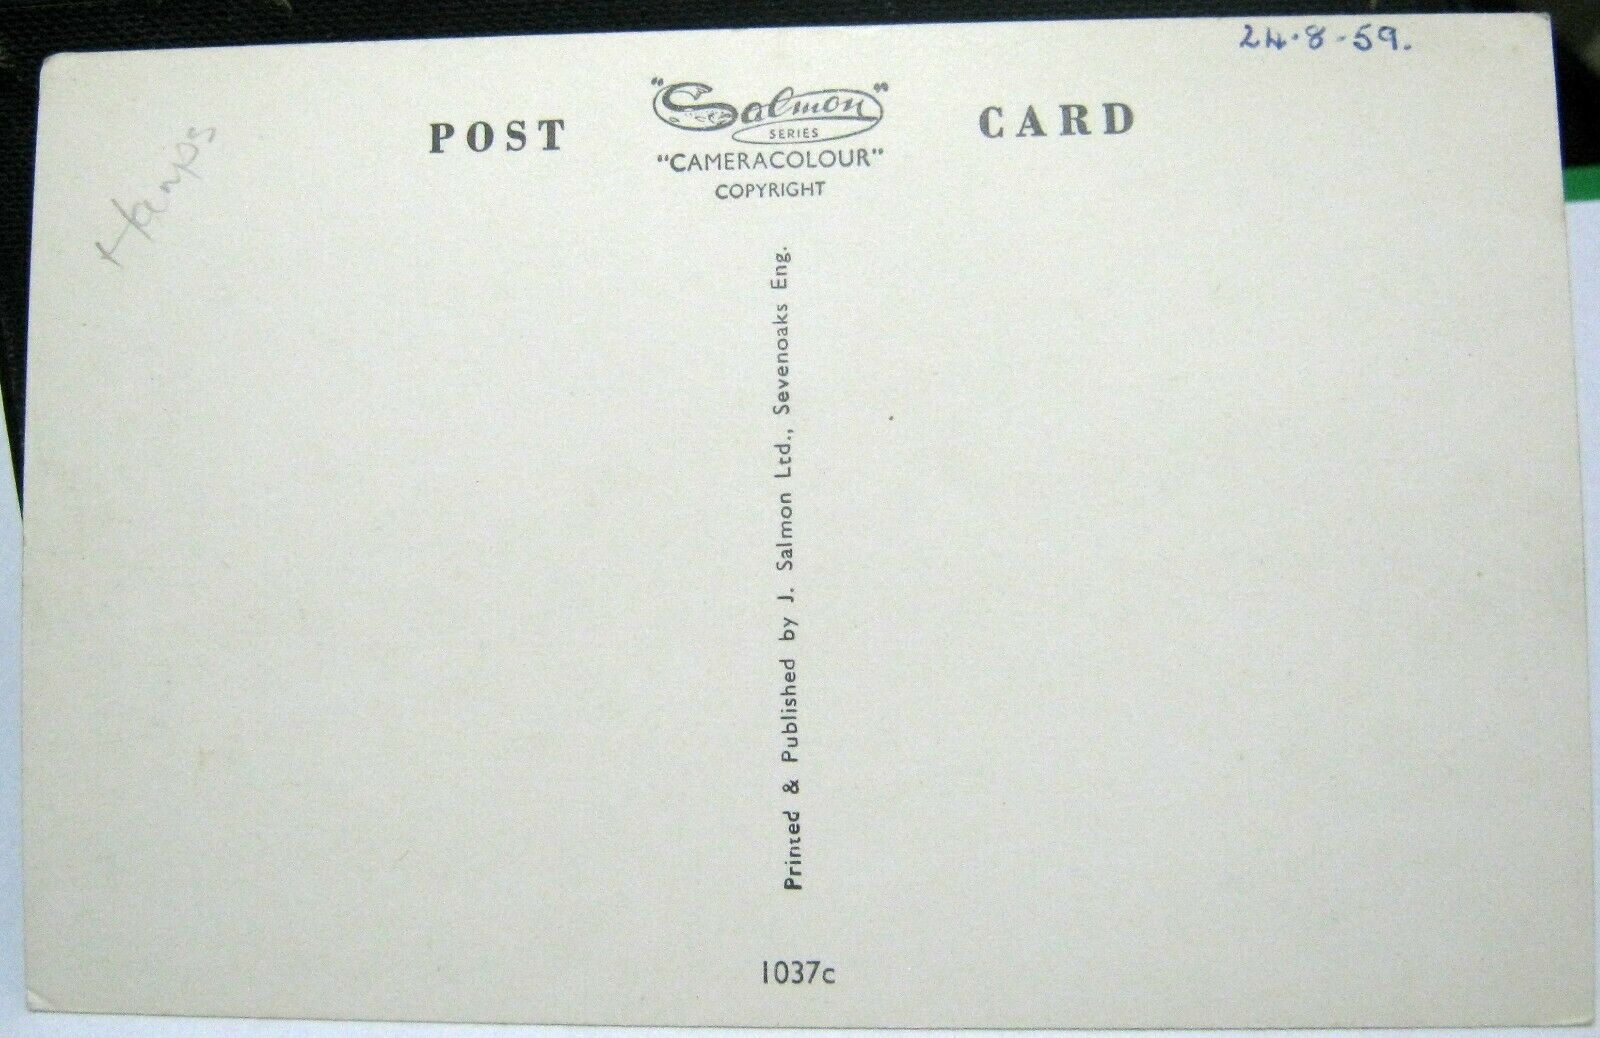 24·8·59.
Hants
POST "Salmon" CARD
SERIES
"CAMERACOLOUR"
COPYRIGHT
Printed & Published by J. Salmon Ltd., Sevenoaks Eng.
1037c